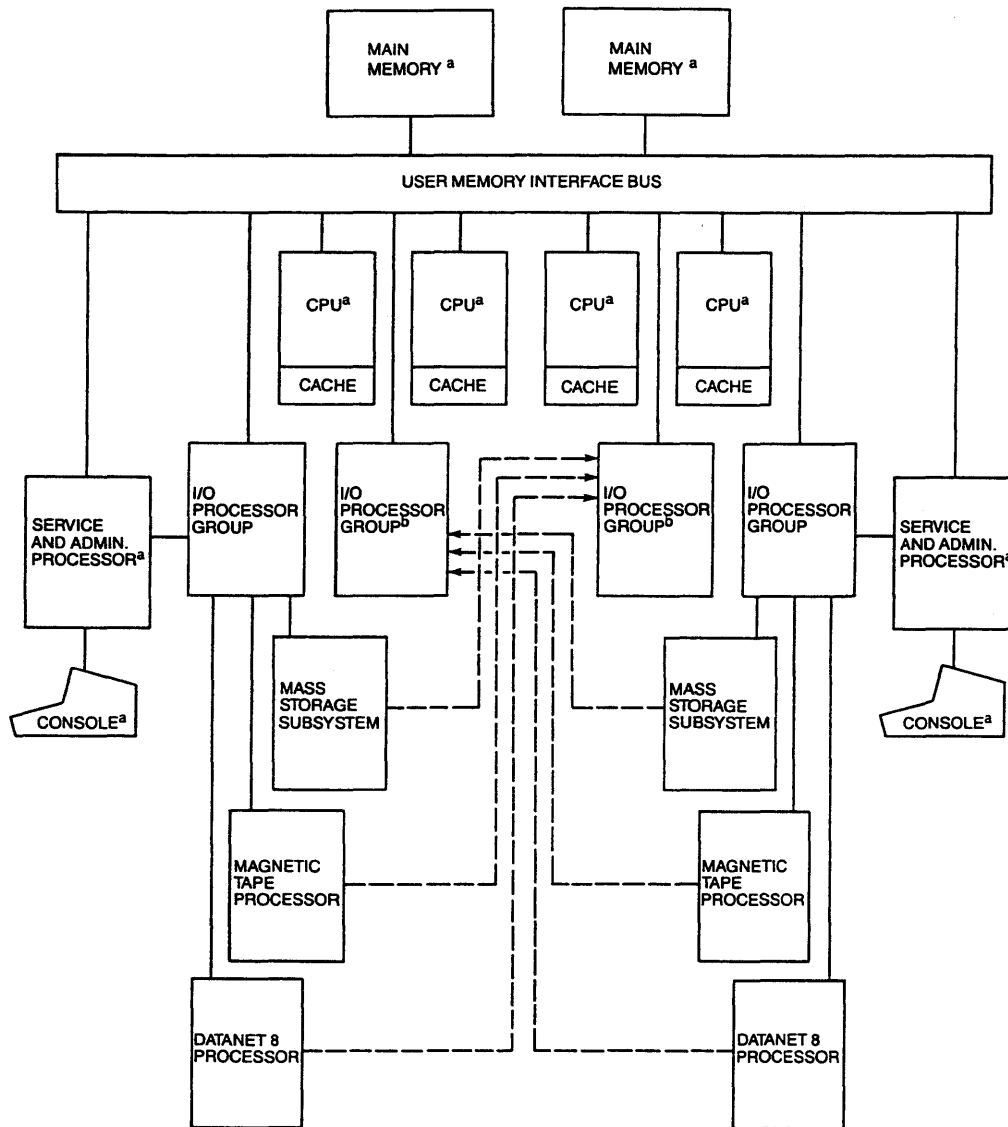 MAIN
MEMORY a
MAIN
MEMORY a
USER MEMORY INTERFACE BUS
CPUa
CACHE
CPUa
CACHE
CPUa
CACHE
CPUa
CACHE
SERVICE
AND ADMIN.
PROCESSORa
I/O
PROCESSOR
GROUP
I/O
PROCESSOR
GROUPb
I/O
PROCESSOR
GROUPb
I/O
PROCESSOR
GROUP
SERVICE
AND ADMIN.
PROCESSORa
CONSOLEa
MASS
STORAGE
SUBSYSTEM
MASS
STORAGE
SUBSYSTEM
CONSOLEa
MAGNETIC
TAPE
PROCESSOR
MAGNETIC
TAPE
PROCESSOR
DATANET 8
PROCESSOR
DATANET 8
PROCESSOR